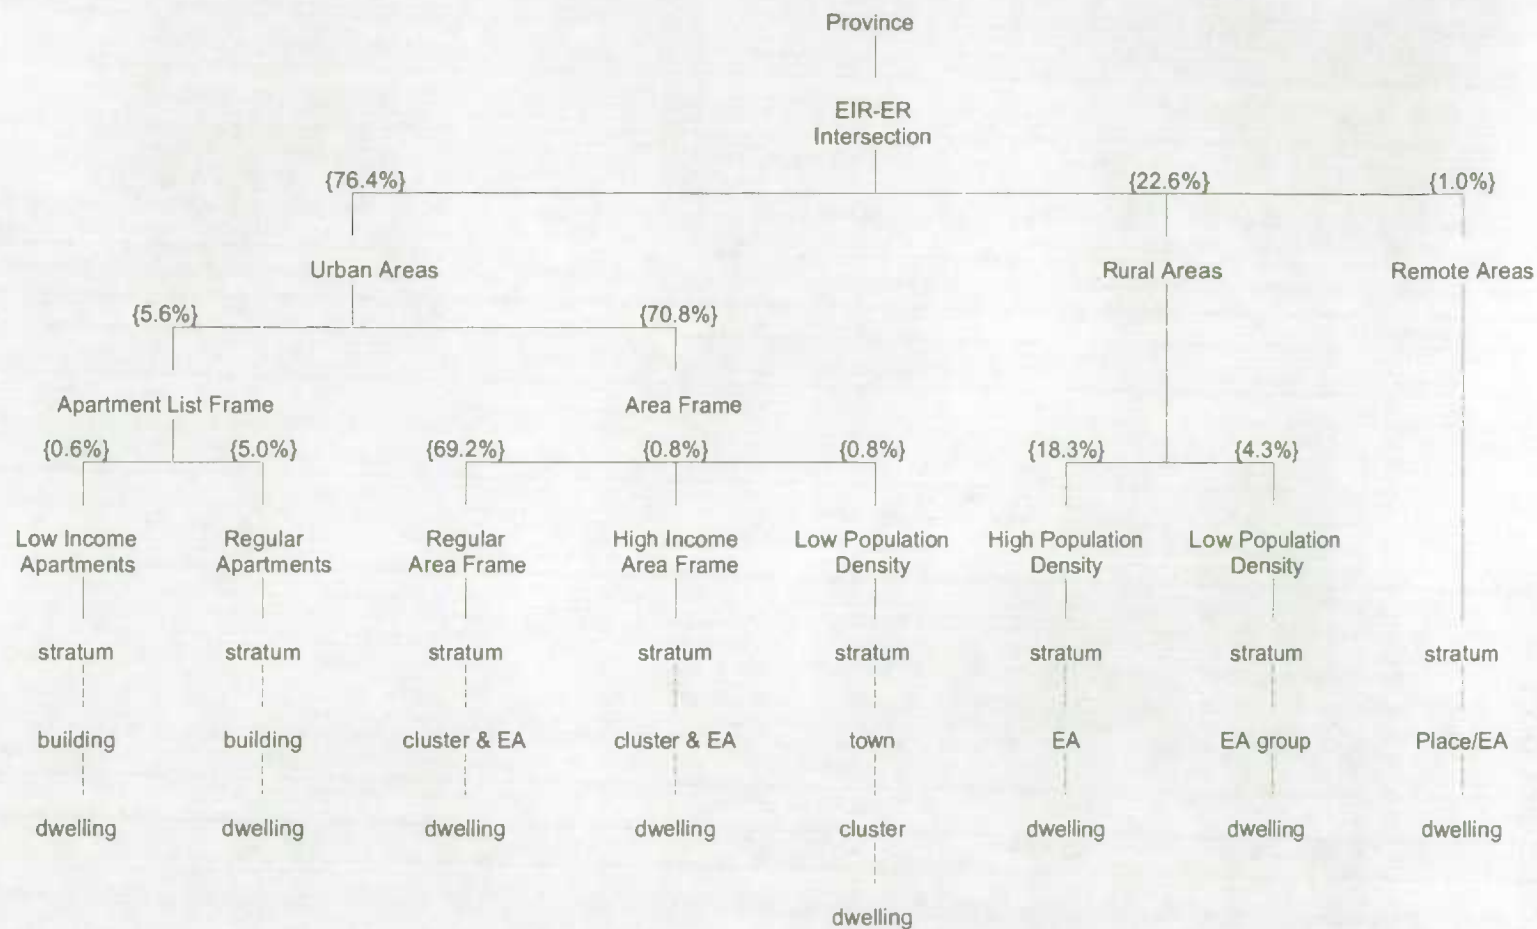 Province
EIR-ER
Intersection
{76.4%} {22.6%} {1.0%}
Urban Areas Rural Areas Remote Areas
{5.6%} {70.8%}
Apartment List Frame Area Frame
{0.6%} {5.0%} {69.2%} {0.8%} {0.8%} {18.3%} {4.3%}
Low Income Regular Regular High Income Low Population High Population Low Population
Apartments Apartments Area Frame Area Frame Density Density Density
stratum stratum stratum stratum stratum stratum stratum stratum
building building cluster & EA cluster & EA town EA EA group Place/EA
dwelling dwelling dwelling dwelling cluster dwelling dwelling dwelling
dwelling